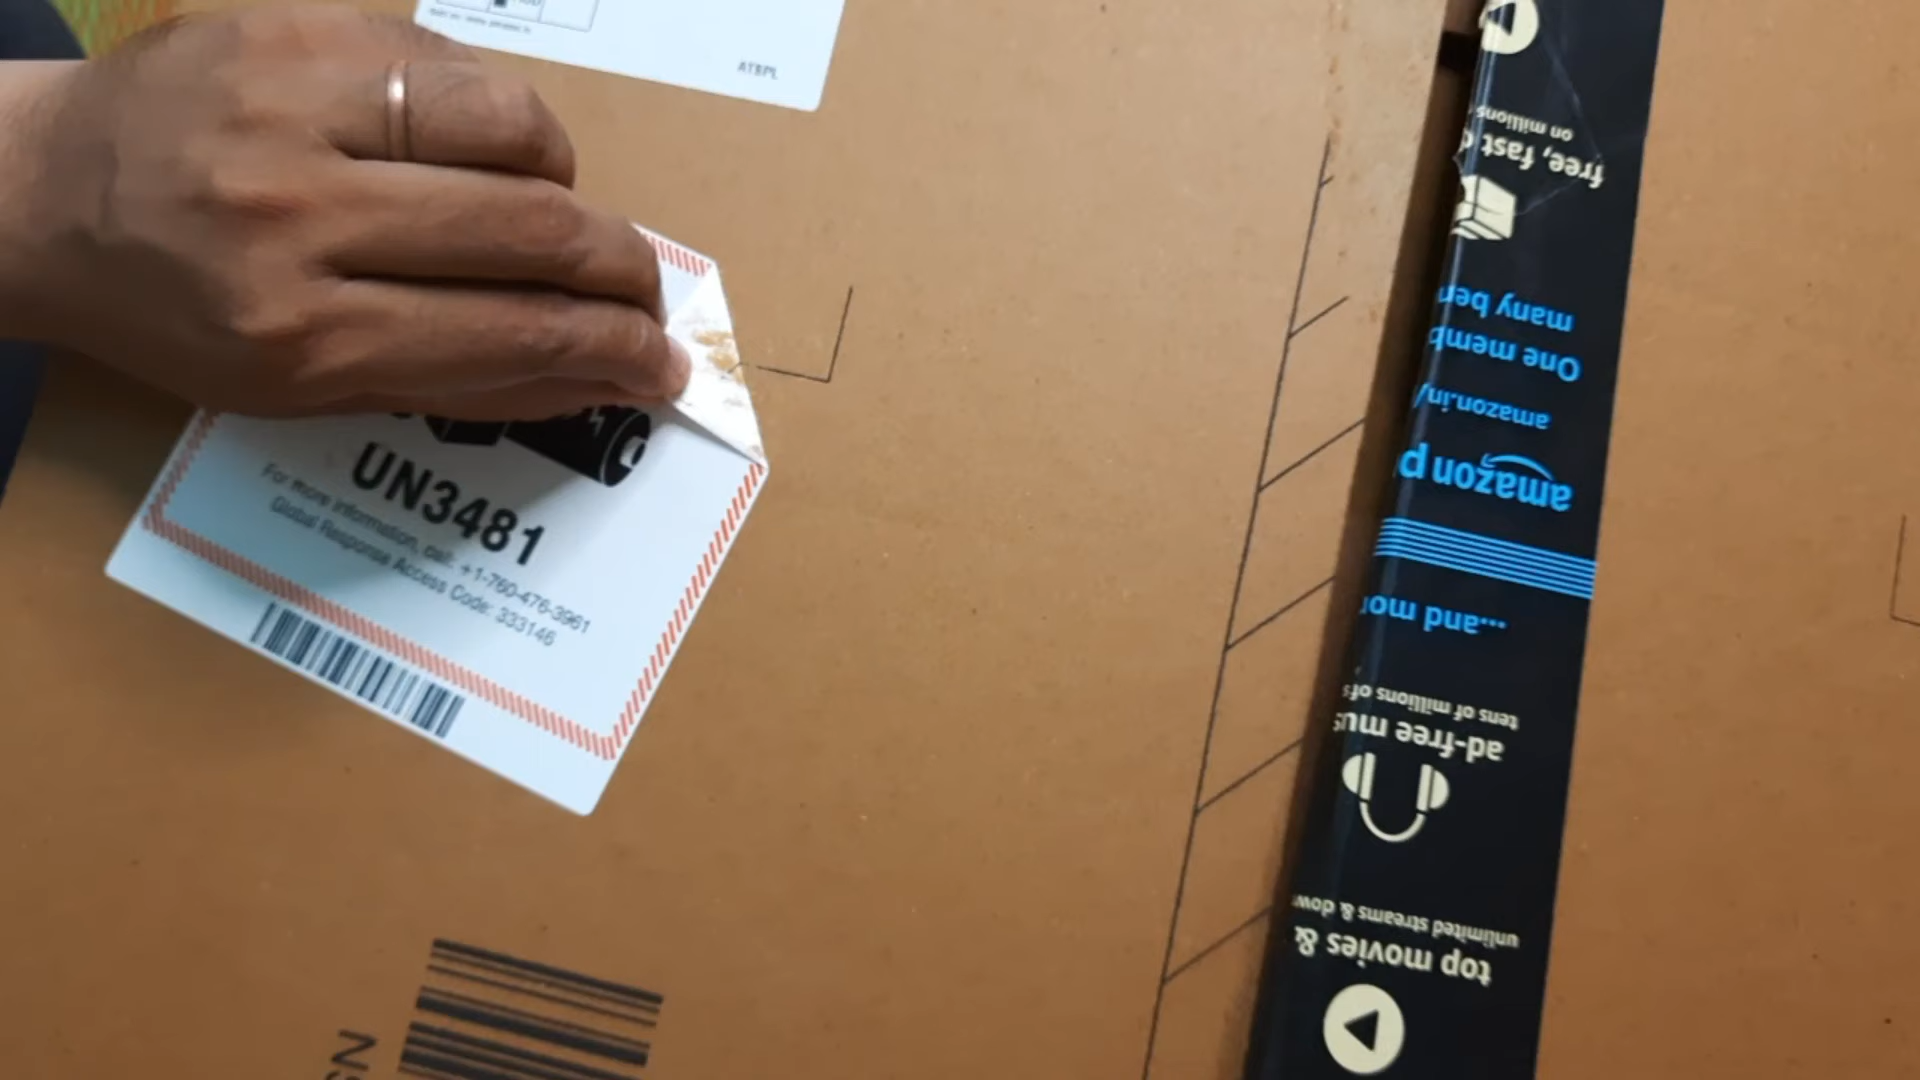 ATSPL
UN3481
For more information, call: +1-760-476-3961
Global Response Access Code: 333146
on millions
free, fast d
many ben
One memb
amazon.in/
amazon p
...and mor
tens of millions of s
ad-free mus
unlimited streams & dow
top movies &